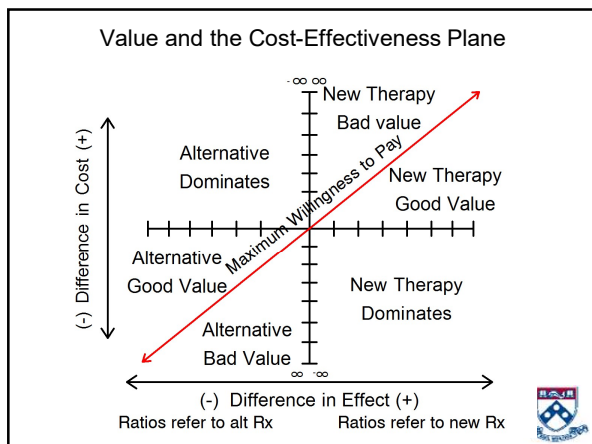 Value and the Cost-Effectiveness Plane
-∞ ∞
New Therapy
Bad value
Alternative
Dominates
Maximum Willingness to Pay
New Therapy
Good Value
(-) Difference in Cost (+)
Alternative
Good Value
New Therapy
Dominates
Alternative
Bad Value
∞ -∞
(-) Difference in Effect (+)
Ratios refer to alt Rx
Ratios refer to new Rx